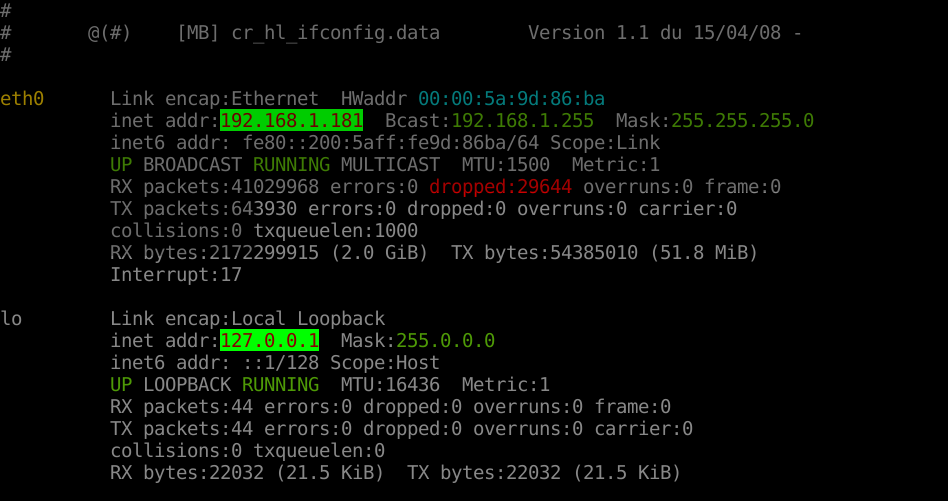 #
#       @(#)    [MB] cr_hl_ifconfig.data        Version 1.1 du 15/04/08 -
#
eth0      Link encap:Ethernet  HWaddr 00:00:5a:9d:86:ba
          inet addr:192.168.1.181  Bcast:192.168.1.255  Mask:255.255.255.0
          inet6 addr: fe80::200:5aff:fe9d:86ba/64 Scope:Link
          UP BROADCAST RUNNING MULTICAST  MTU:1500  Metric:1
          RX packets:41029968 errors:0 dropped:29644 overruns:0 frame:0
          TX packets:643930 errors:0 dropped:0 overruns:0 carrier:0
          collisions:0 txqueuelen:1000
          RX bytes:2172299915 (2.0 GiB)  TX bytes:54385010 (51.8 MiB)
          Interrupt:17
lo        Link encap:Local Loopback
          inet addr:127.0.0.1  Mask:255.0.0.0
          inet6 addr: ::1/128 Scope:Host
          UP LOOPBACK RUNNING  MTU:16436  Metric:1
          RX packets:44 errors:0 dropped:0 overruns:0 frame:0
          TX packets:44 errors:0 dropped:0 overruns:0 carrier:0
          collisions:0 txqueuelen:0
          RX bytes:22032 (21.5 KiB)  TX bytes:22032 (21.5 KiB)